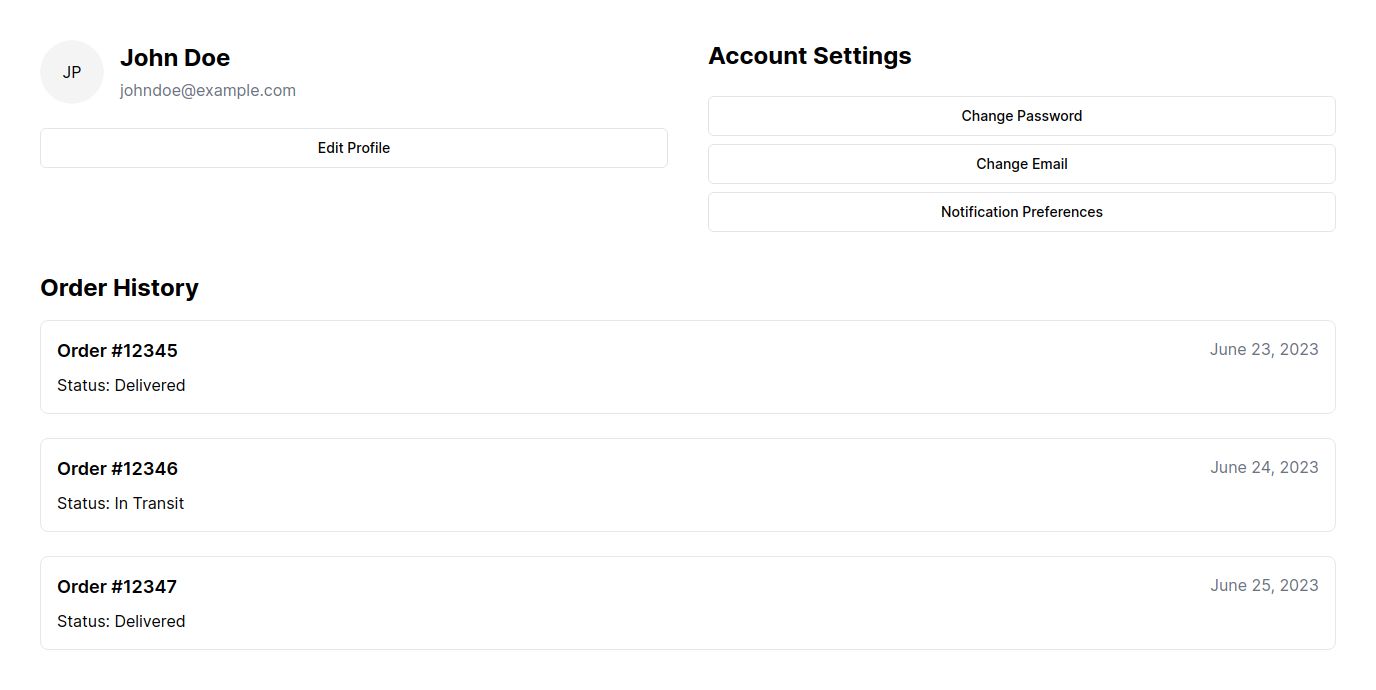 JP
John Doe
johndoe@example.com
Edit Profile
Account Settings
Change Password
Change Email
Notification Preferences
Order History
Order #12345
June 23, 2023
Status: Delivered
Order #12346
June 24, 2023
Status: In Transit
Order #12347
June 25, 2023
Status: Delivered